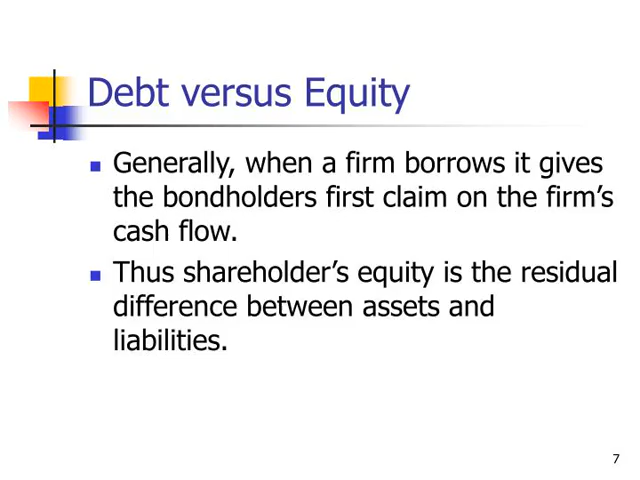 Debt versus Equity
Generally, when a firm borrows it gives
the bondholders first claim on the firm's
cash flow.
Thus shareholder's equity is the residual
difference between assets and
liabilities.
7